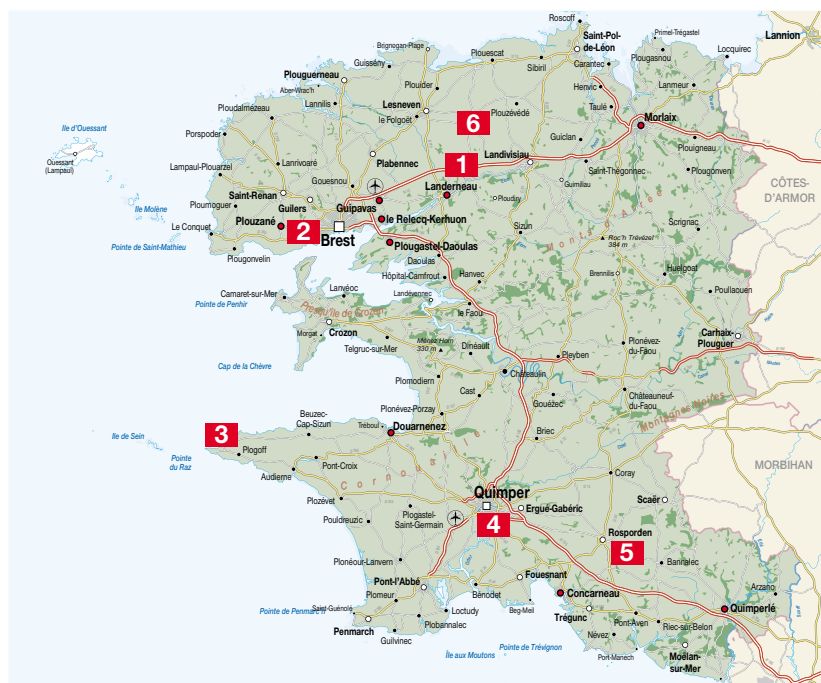 Roscoff
Primel-Trégastel
Lannion
Brignogan-Plage
Saint-Pol-
de-Léon
Plougasnou
Locquirec
Guissény
Plouescat
Sibiril
Carantec
Plouguerneau
Aber-Wrac'h
Plouider
Henvic
Lanmeur
Lannilis
Lesneven
Plouzévédé
Taulé
Ploudalmézeau
le Folgoët
6
Morlaix
Ile d'Ouessant
Porspoder
Guiclan
Plouigneau
Ouessant
(Lampaul)
Lanrivoaré
Plabennec
1
Landivisiau
Lampaul-Plouarzel
Saint-Thégonnec
Plougonven
Gouesnou
Landerneau
Guimiliau
CÔTES-
D'ARMOR
Saint-Renan
Ploudiry
Ile Molène
Ploumoguer
Guilers
Guipavas
le Relecq-Kerhuon
Plouzané
2
Brest
Sizun
Monts d'Arrée
Scrignac
Le Conquet
Pointe de Saint-Mathieu
Plougastel-Daoulas
Roc'h Trévézel
384 m
Plougonvelin
Daoulas
Hôpital-Camfrout
Hanvec
Brennilis
Huelgoat
Lanvéoc
Landévennec
Poullaouen
Camaret-sur-Mer
Pointe de Penhir
Presqu'île de Crozon
le Faou
Morgat
Crozon
Carhaix-
Plouguer
Telgruc-sur-Mer
Ménez Hom
330 m
Dinéault
Pleyben
Plonévez-
du-Faou
Cap de la Chèvre
Plomodiern
Châteaulin
Cast
Gouézec
Châteauneuf-
du-Faou
Plonévez-Porzay
Montagnes Noires
Beuzec-
Cap-Sizun
Tréboul
Douarnenez
Briec
3
Ile de Sein
Plogoff
Pointe
du Raz
Pont-Croix
Cornouaille
Coray
MORBIHAN
Audierne
Quimper
Plozévet
Scaër
Plogastel-
Saint-Germain
Ergué-Gabéric
Pouldreuzic
4
Rosporden
5
Plonéour-Lanvern
Bannalec
Pont-l'Abbé
Fouesnant
Arzano
Plomeur
Bénodet
Concarneau
Pointe de Penmarc'h
Saint-Guénolé
Loctudy
Beg-Meil
Quimperlé
Trégunc
Pont-Aven
Riec-sur-Belon
Penmarch
Plobannalec
Guilvinec
Névez
Pointe de Trévignon
Moëlan-
sur-Mer
Île aux Moutons
Port-Manech